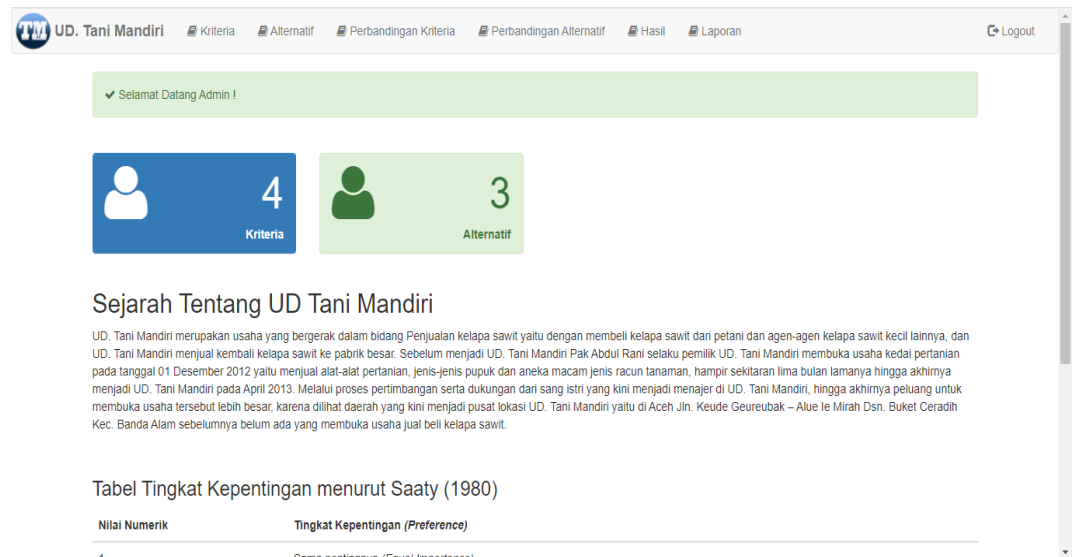 TM UD. Tani Mandiri Kriteria Alternatif Perbandingan Kriteria Perbandingan Alternatif Hasil Laporan Logout
Selamat Datang Admin !
4
Kriteria
3
Alternatif
Sejarah Tentang UD Tani Mandiri
UD. Tani Mandiri merupakan usaha yang bergerak dalam bidang Penjualan kelapa sawit yaitu dengan membeli kelapa sawit dari petani dan agen-agen kelapa sawit kecil lainnya, dan
UD. Tani Mandiri menjual kembali kelapa sawit ke pabrik besar. Sebelum menjadi UD. Tani Mandiri Pak Abdul Rani selaku pemilik UD. Tani Mandiri membuka usaha kedai pertanian
pada tanggal 01 Desember 2012 yaitu menjual alat-alat pertanian, jenis-jenis pupuk dan aneka macam jenis racun tanaman, hampir sekitaran lima bulan lamanya hingga akhirnya
menjadi UD. Tani Mandiri pada April 2013. Melalui proses pertimbangan serta dukungan dari sang istri yang kini menjadi menajer di UD. Tani Mandiri, hingga akhirnya peluang untuk
membuka usaha tersebut lebih besar, karena dilihat daerah yang kini menjadi pusat lokasi UD. Tani Mandiri yaitu di Aceh Jln. Keude Geureubak – Alue Ie Mirah Dsn. Buket Ceradih
Kec. Banda Alam sebelumnya belum ada yang membuka usaha jual beli kelapa sawit.
Tabel Tingkat Kepentingan menurut Saaty (1980)
Nilai Numerik Tingkat Kepentingan (Preference)